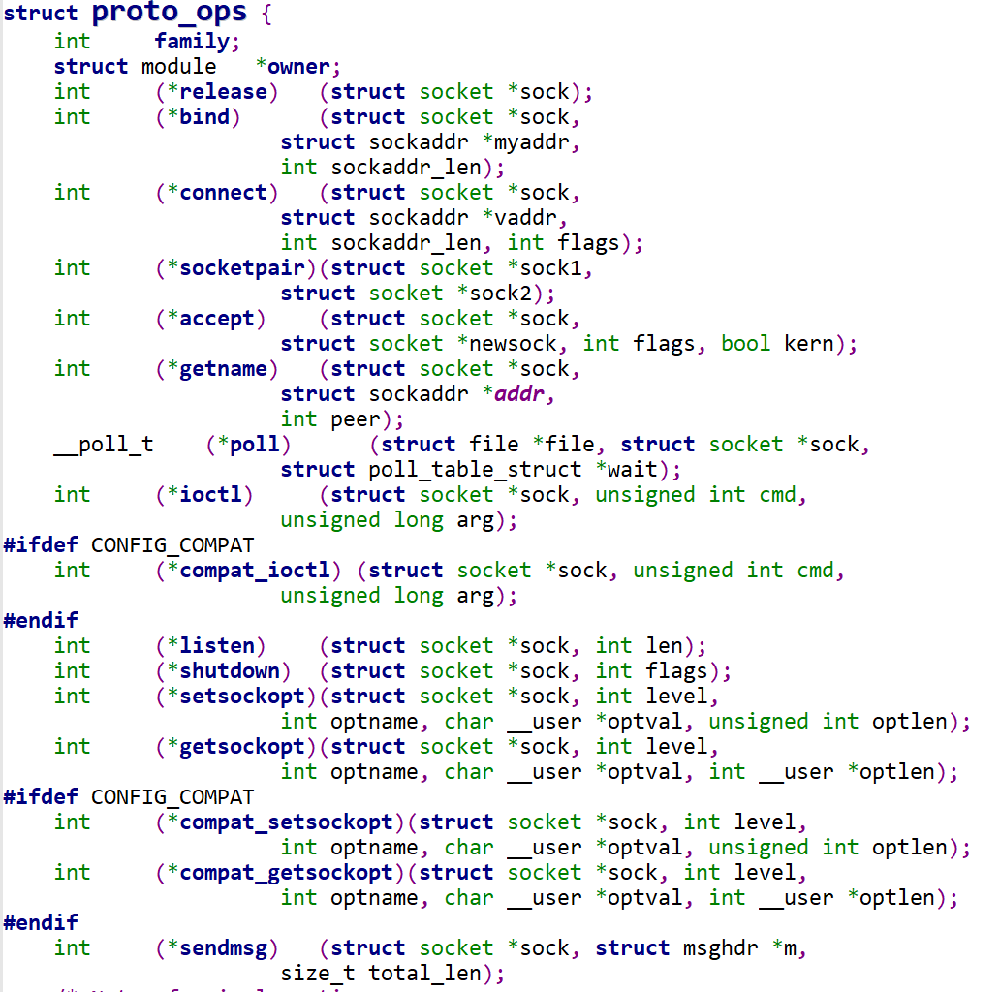 struct proto_ops {
int family;
struct module *owner;
int (*release) (struct socket *sock);
int (*bind) (struct socket *sock,
struct sockaddr *myaddr,
int sockaddr_len);
int (*connect) (struct socket *sock,
struct sockaddr *vaddr,
int sockaddr_len, int flags);
int (*socketpair)(struct socket *sock1,
struct socket *sock2);
int (*accept) (struct socket *sock,
struct socket *newsock, int flags, bool kern);
int (*getname) (struct socket *sock,
struct sockaddr *addr,
int peer);
__poll_t (*poll) (struct file *file, struct socket *sock,
struct poll_table_struct *wait);
int (*ioctl) (struct socket *sock, unsigned int cmd,
unsigned long arg);
#ifdef CONFIG_COMPAT
int (*compat_ioctl) (struct socket *sock, unsigned int cmd,
unsigned long arg);
#endif
int (*listen) (struct socket *sock, int len);
int (*shutdown) (struct socket *sock, int flags);
int (*setsockopt)(struct socket *sock, int level,
int optname, char __user *optval, unsigned int optlen);
int (*getsockopt)(struct socket *sock, int level,
int optname, char __user *optval, int __user *optlen);
#ifdef CONFIG_COMPAT
int (*compat_setsockopt)(struct socket *sock, int level,
int optname, char __user *optval, unsigned int optlen);
int (*compat_getsockopt)(struct socket *sock, int level,
int optname, char __user *optval, int __user *optlen);
#endif
int (*sendmsg) (struct socket *sock, struct msghdr *m,
size_t total_len);